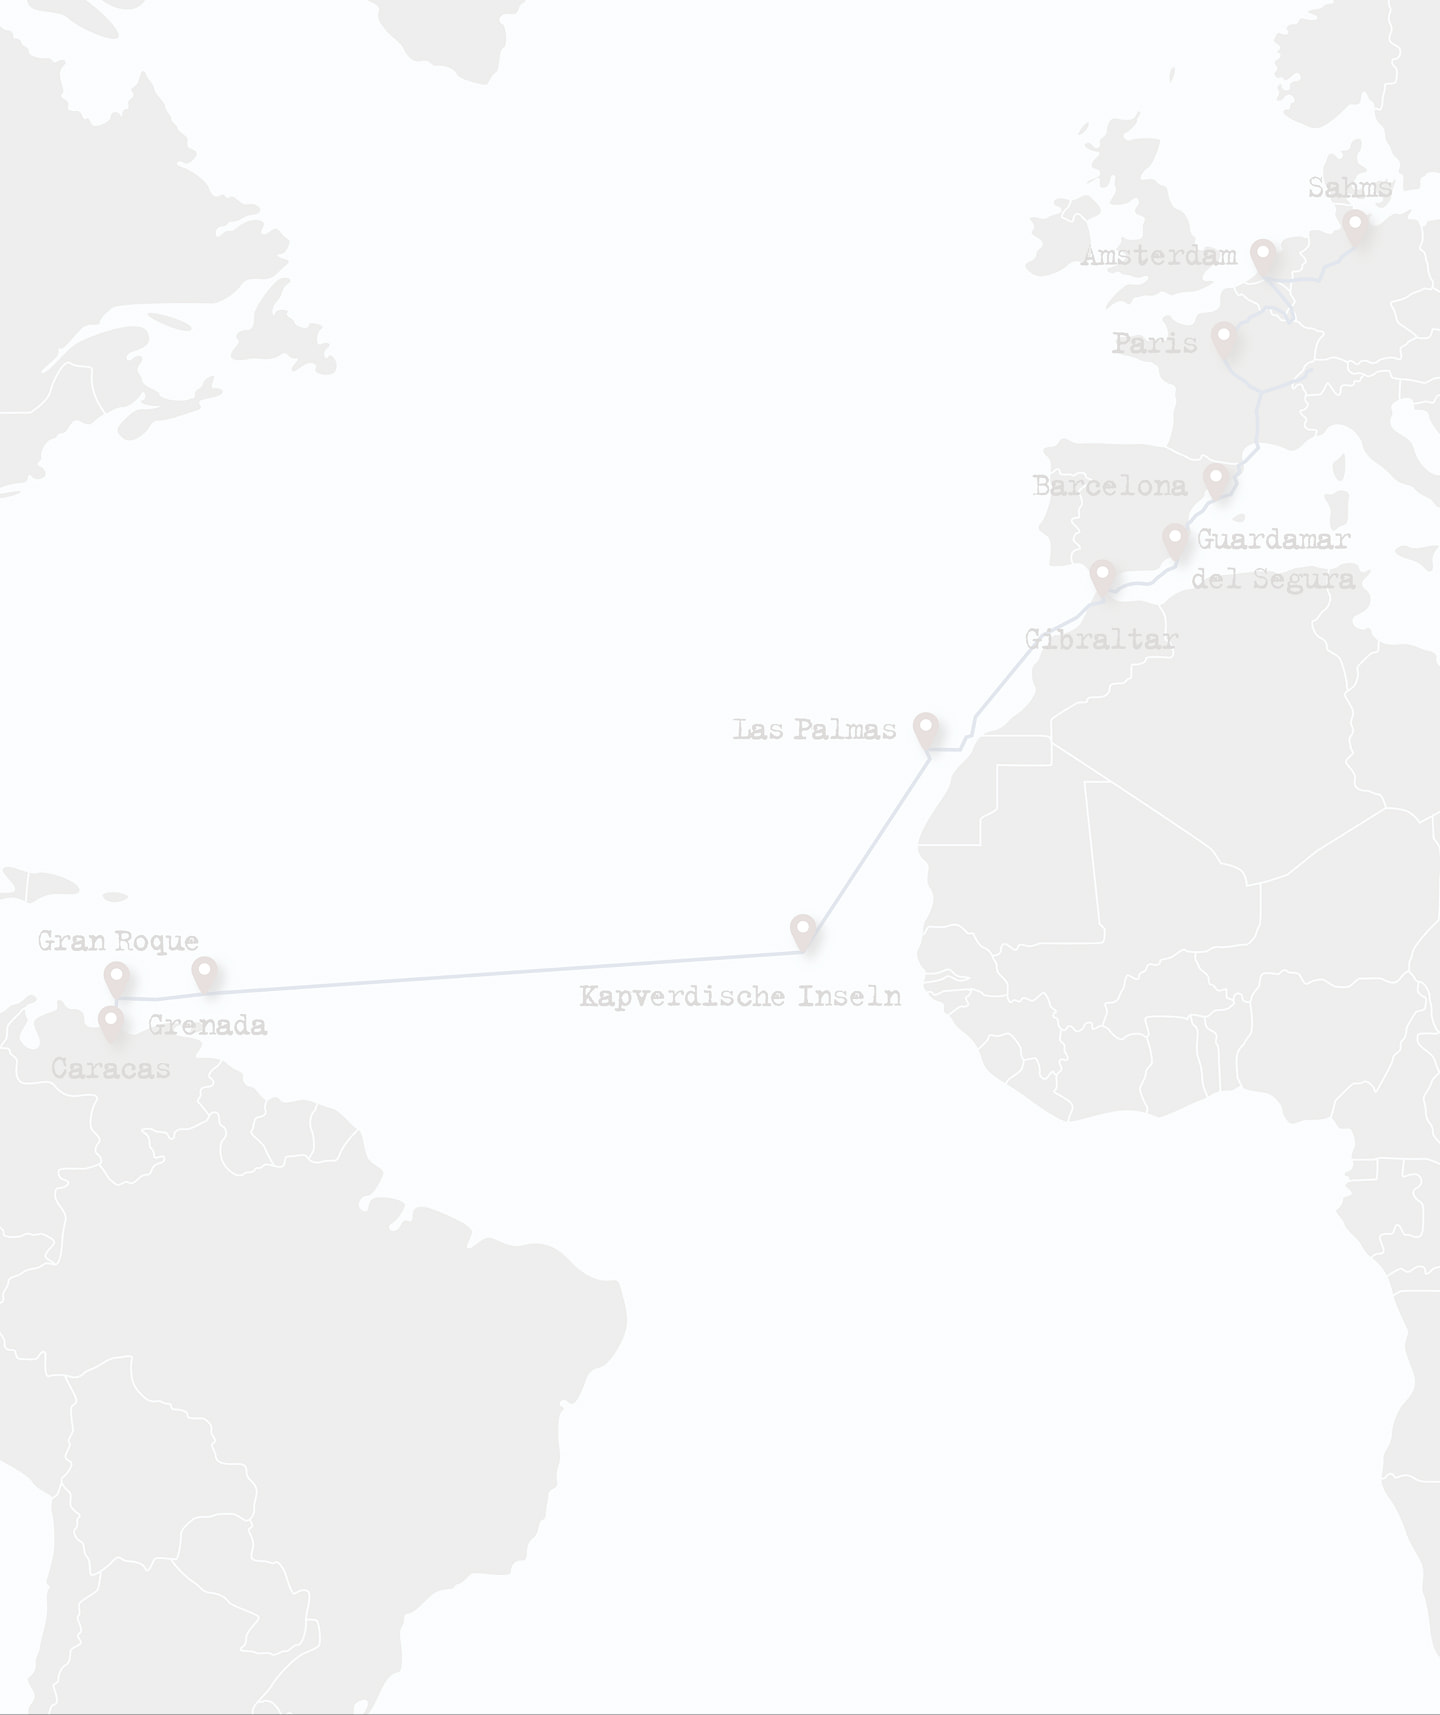 Sahms
Amsterdam
Paris
Barcelona
Guardamar
del Segura
Gibraltar
Las Palmas
Gran Roque
Kapverdische Inseln
Grenada
Caracas